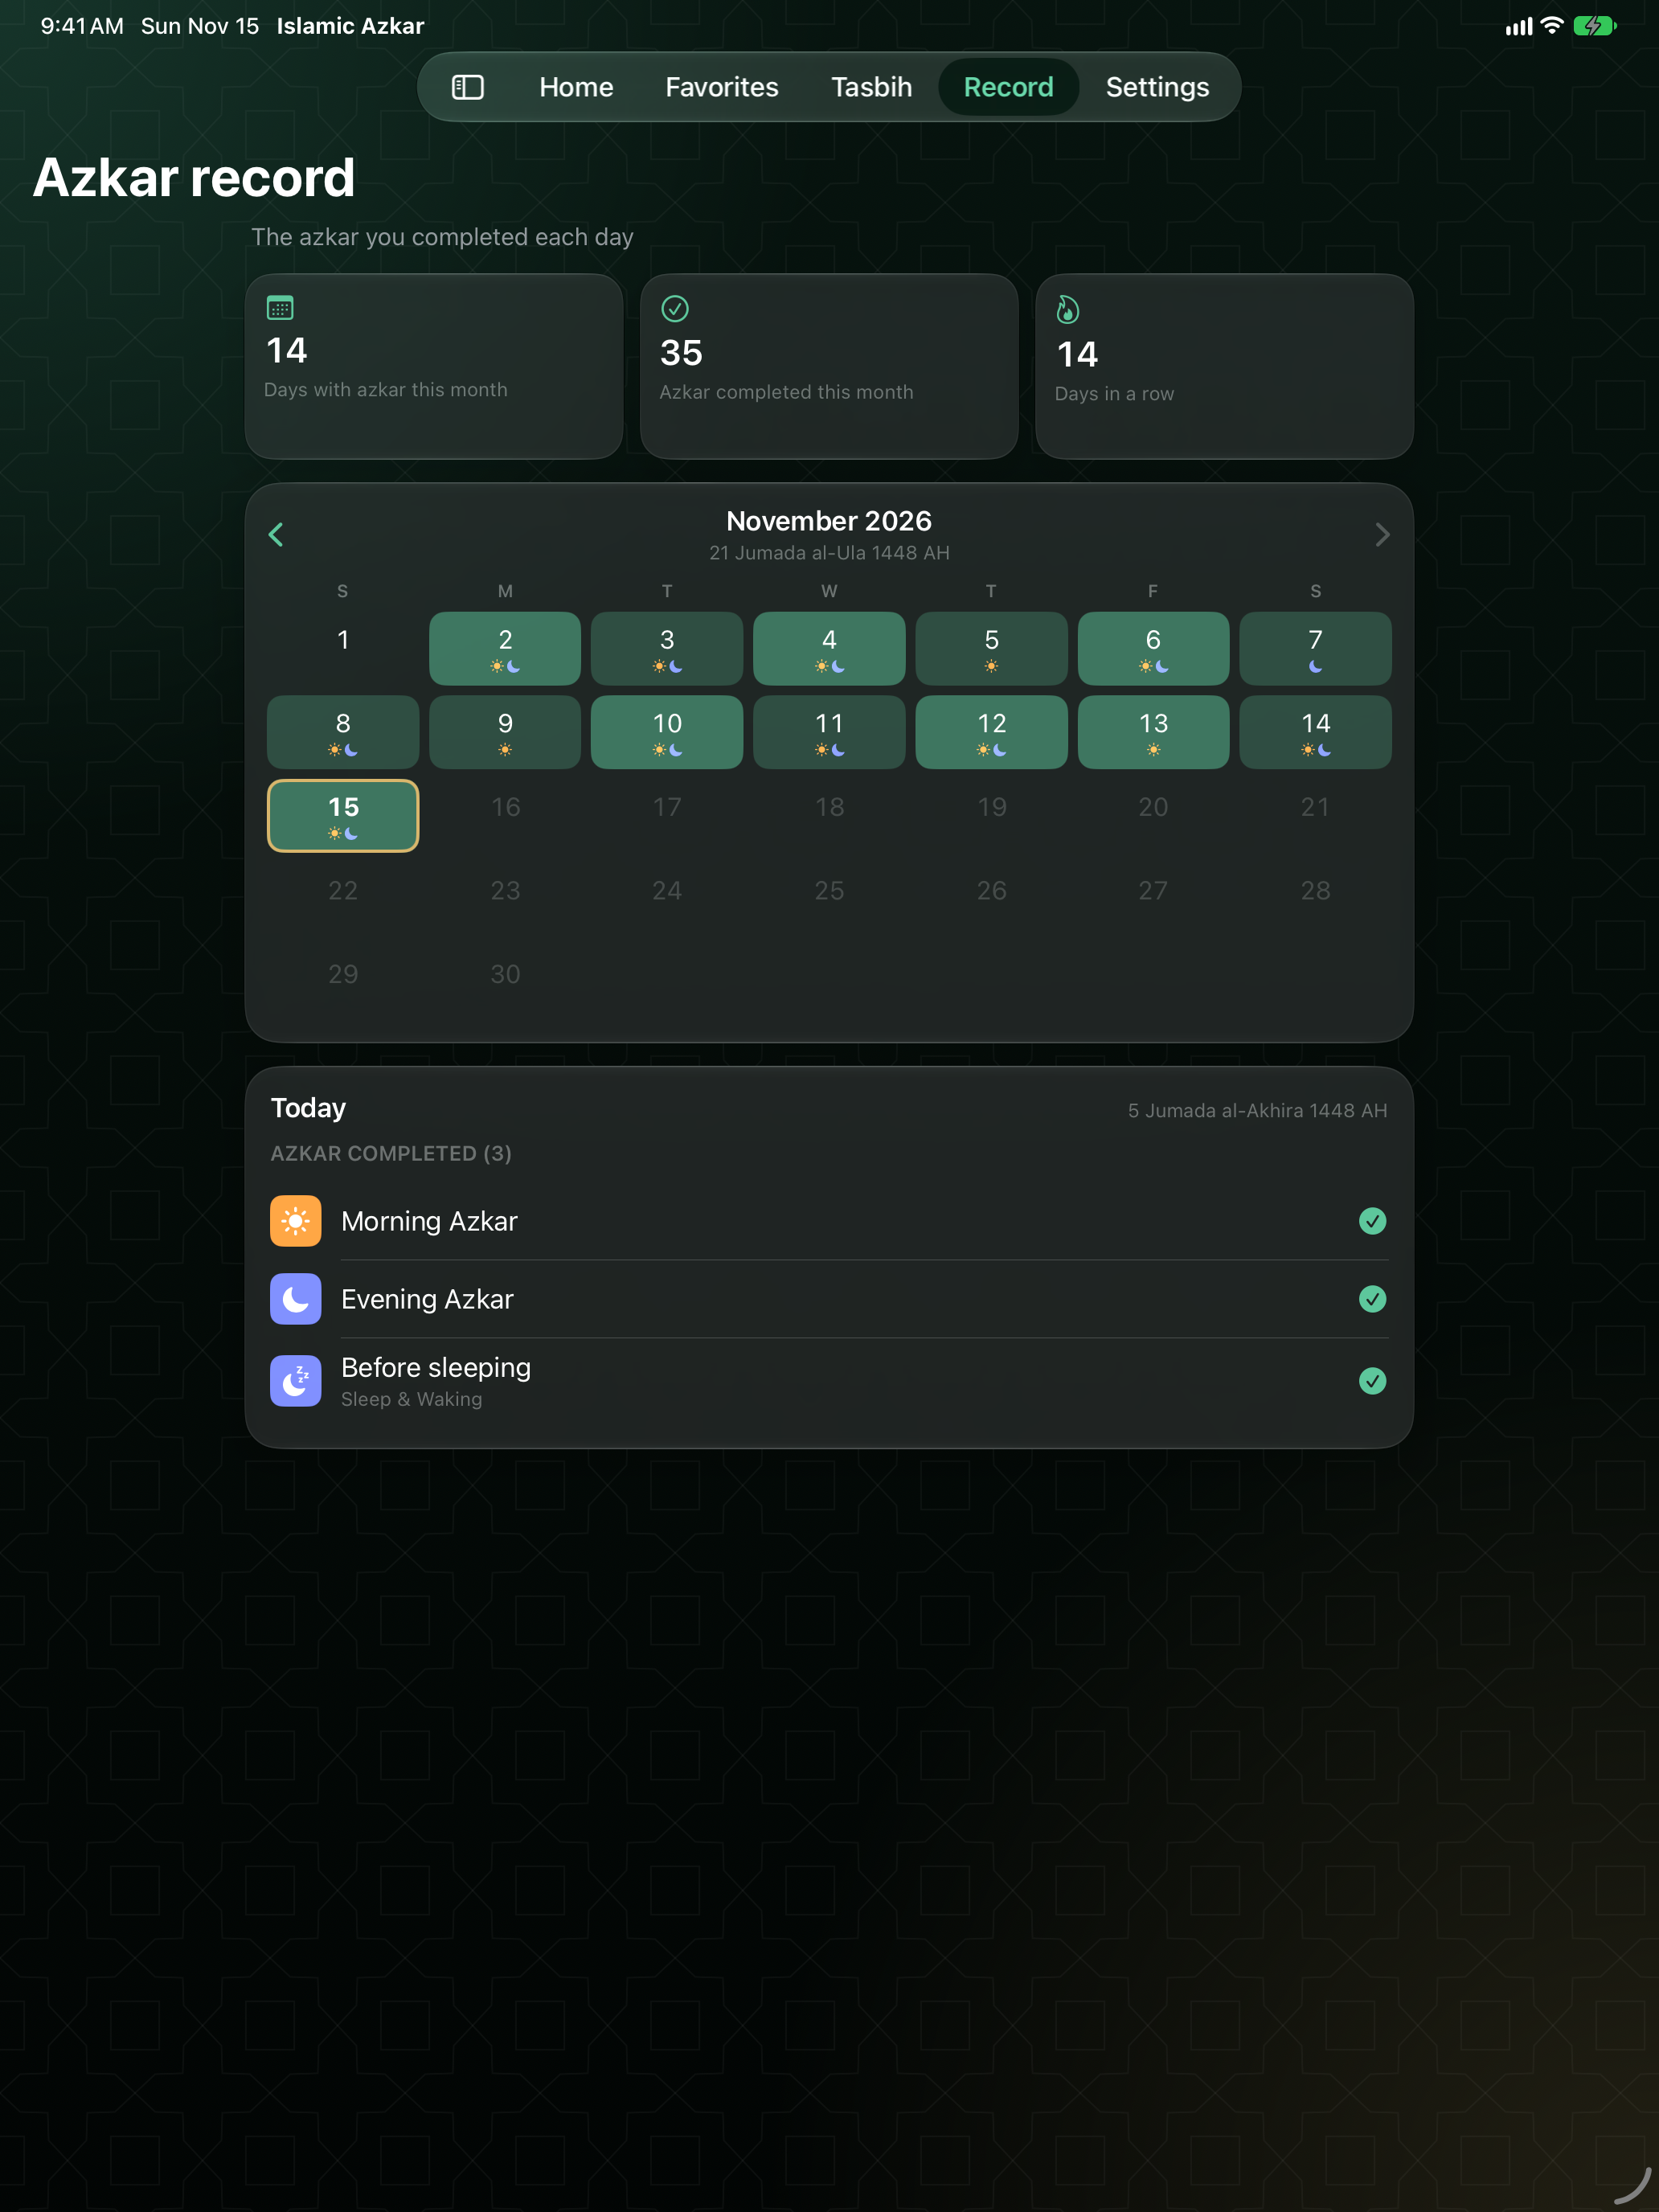 9:41 AM Sun Nov 15 Islamic Azkar
Home Favorites Tasbih Record Settings
Azkar record
The azkar you completed each day
14
Days with azkar this month
35
Azkar completed this month
14
Days in a row
November 2026
21 Jumada al-Ula 1448 AH
S M T W T F S
1 2 3 4 5 6 7
8 9 10 11 12 13 14
15 16 17 18 19 20 21
22 23 24 25 26 27 28
29 30
Today
5 Jumada al-Akhira 1448 AH
AZKAR COMPLETED (3)
Morning Azkar
Evening Azkar
Before sleeping
Sleep & Waking